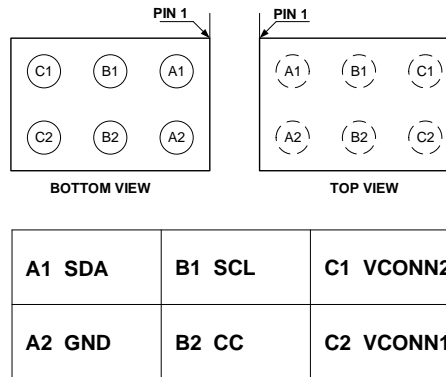 PIN 1 PIN 1
C1 B1 A1 A1 B1 C1
C2 B2 A2 A2 B2 C2
BOTTOM VIEW TOP VIEW
A1 SDA B1 SCL C1 VCONN2
A2 GND B2 CC C2 VCONN1